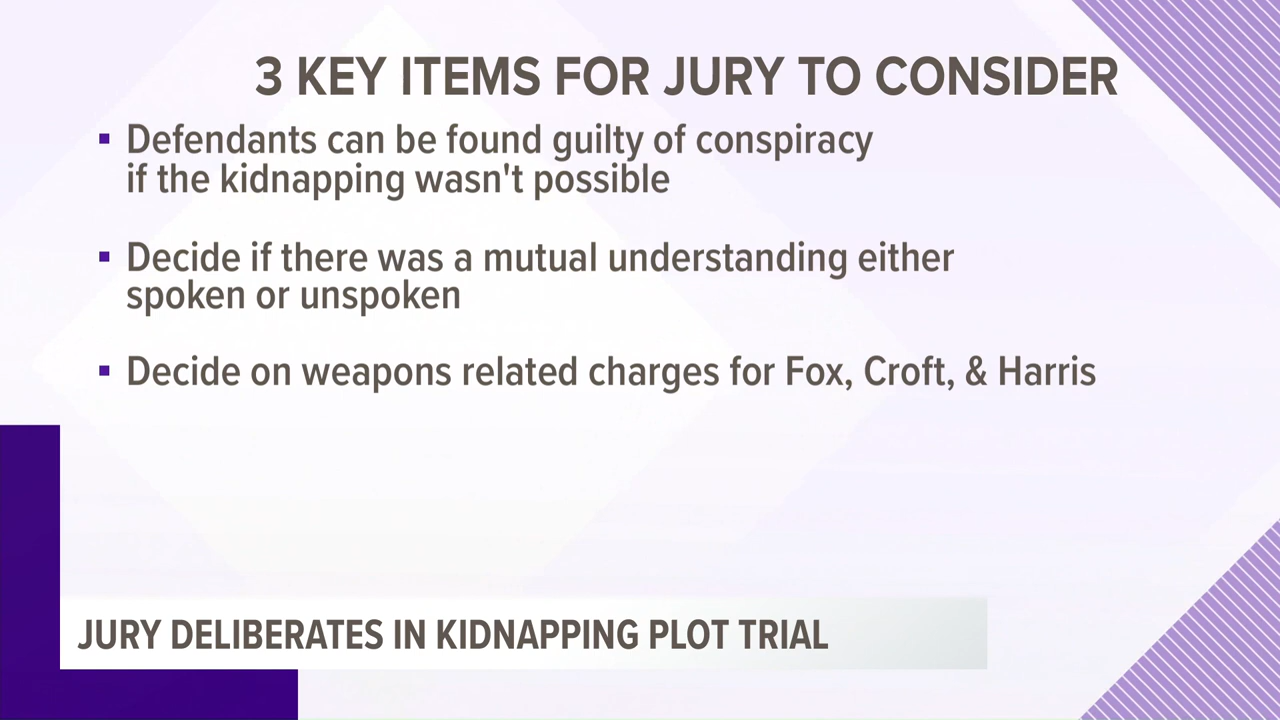 3 KEY ITEMS FOR JURY TO CONSIDER
▪ Defendants can be found guilty of conspiracy
if the kidnapping wasn't possible
▪ Decide if there was a mutual understanding either
spoken or unspoken
▪ Decide on weapons related charges for Fox, Croft, & Harris
JURY DELIBERATES IN KIDNAPPING PLOT TRIAL